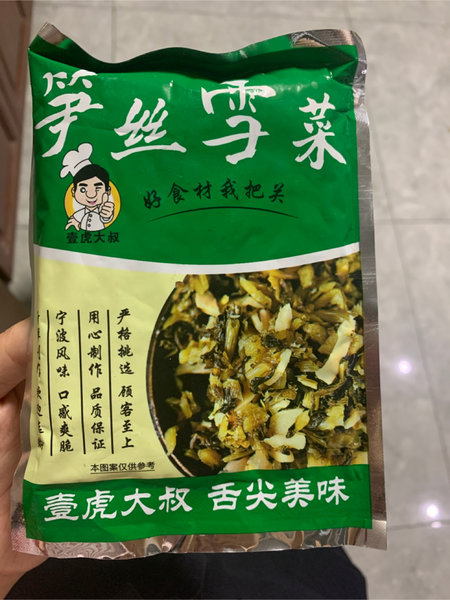 笋丝雪菜
好食材我把关
壹虎大叔
严格挑选 顾客至上
用心制作 品质保证
宁波风味 口感爽脆
本图案仅供参考
壹虎大叔 舌尖美味